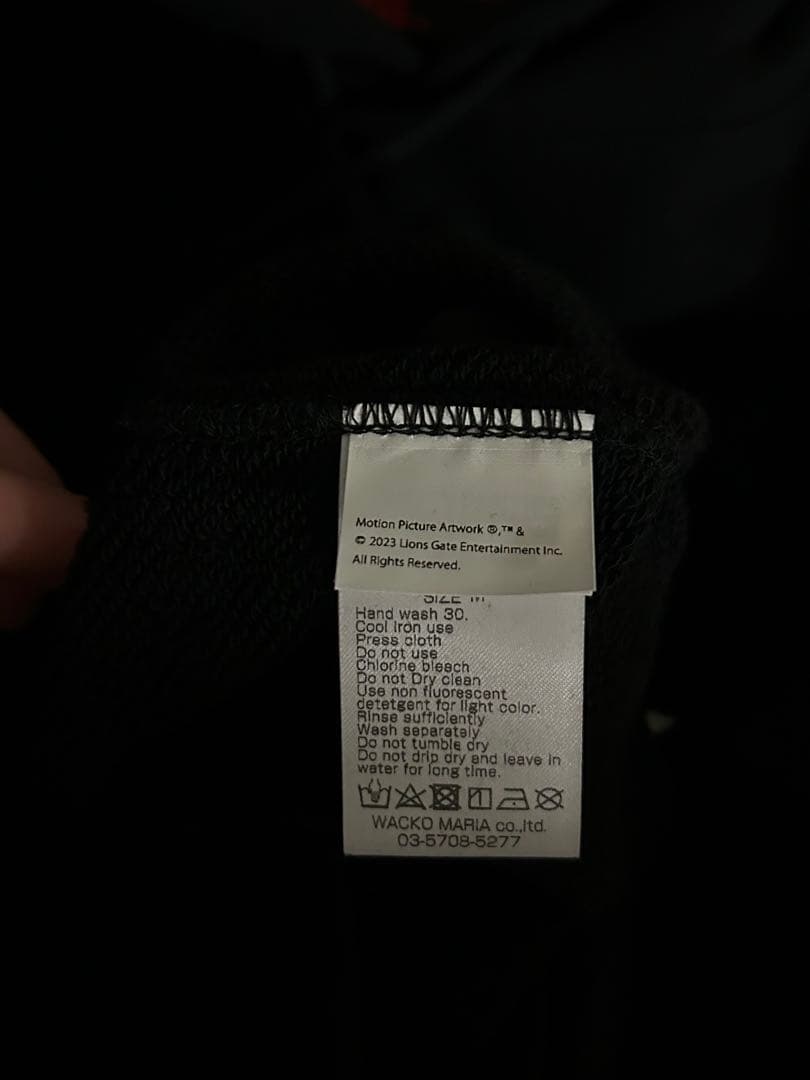 Motion Picture Artwork ®,™ &
© 2023 Lions Gate Entertainment Inc.
All Rights Reserved.
SIZE M
Hand wash 30.
Cool Iron use
Press cloth
Do not use
Chlorine bleach
Do not Dry clean
Use non fluorescent
detetgent for light color.
Rinse sufficiently
Wash separately
Do not tumble dry
Do not drip dry and leave in
water for long time.
WACKO MARIA co.,ltd.
03-5708-5277